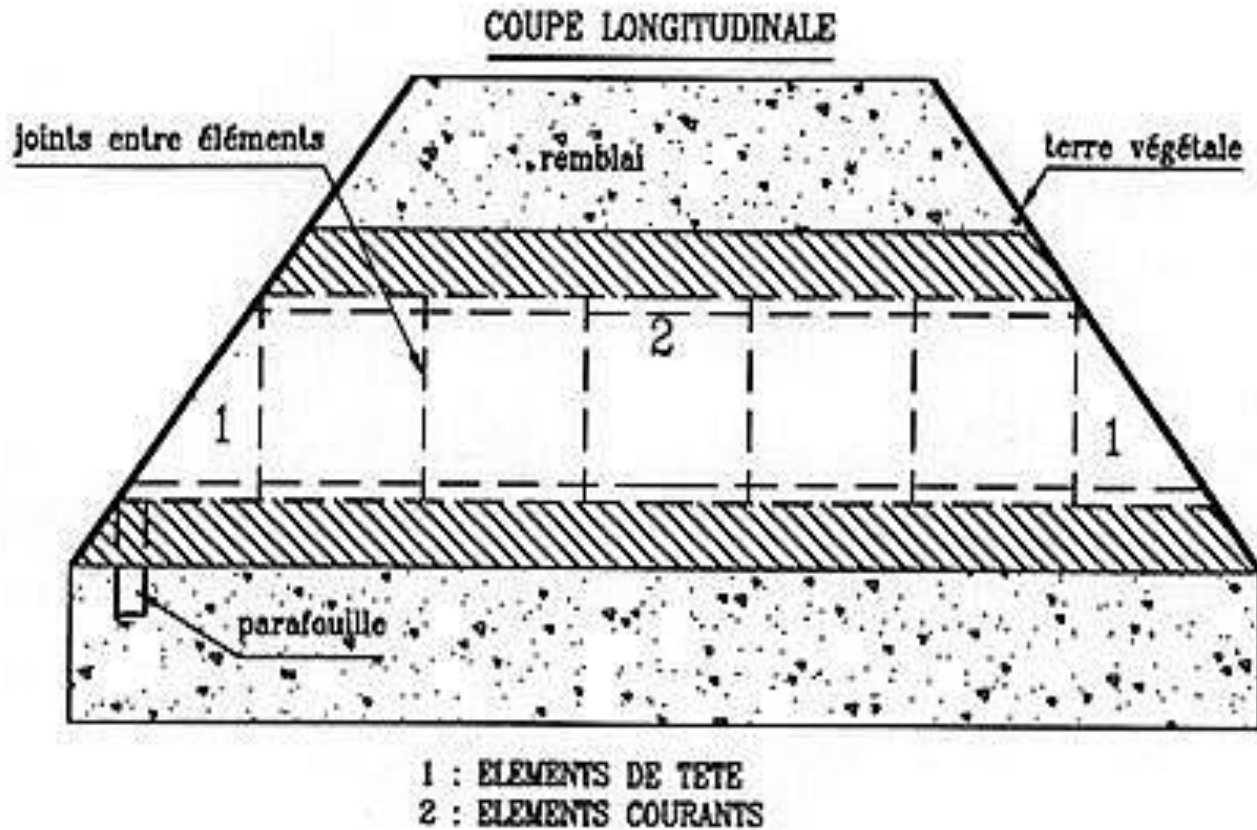 COUPE LONGITUDINALE
joints entre éléments
remblai
terre végétale
2
1
1
parafouille
1 : ELEMENTS DE TETE
2 : ELEMENTS COURANTS